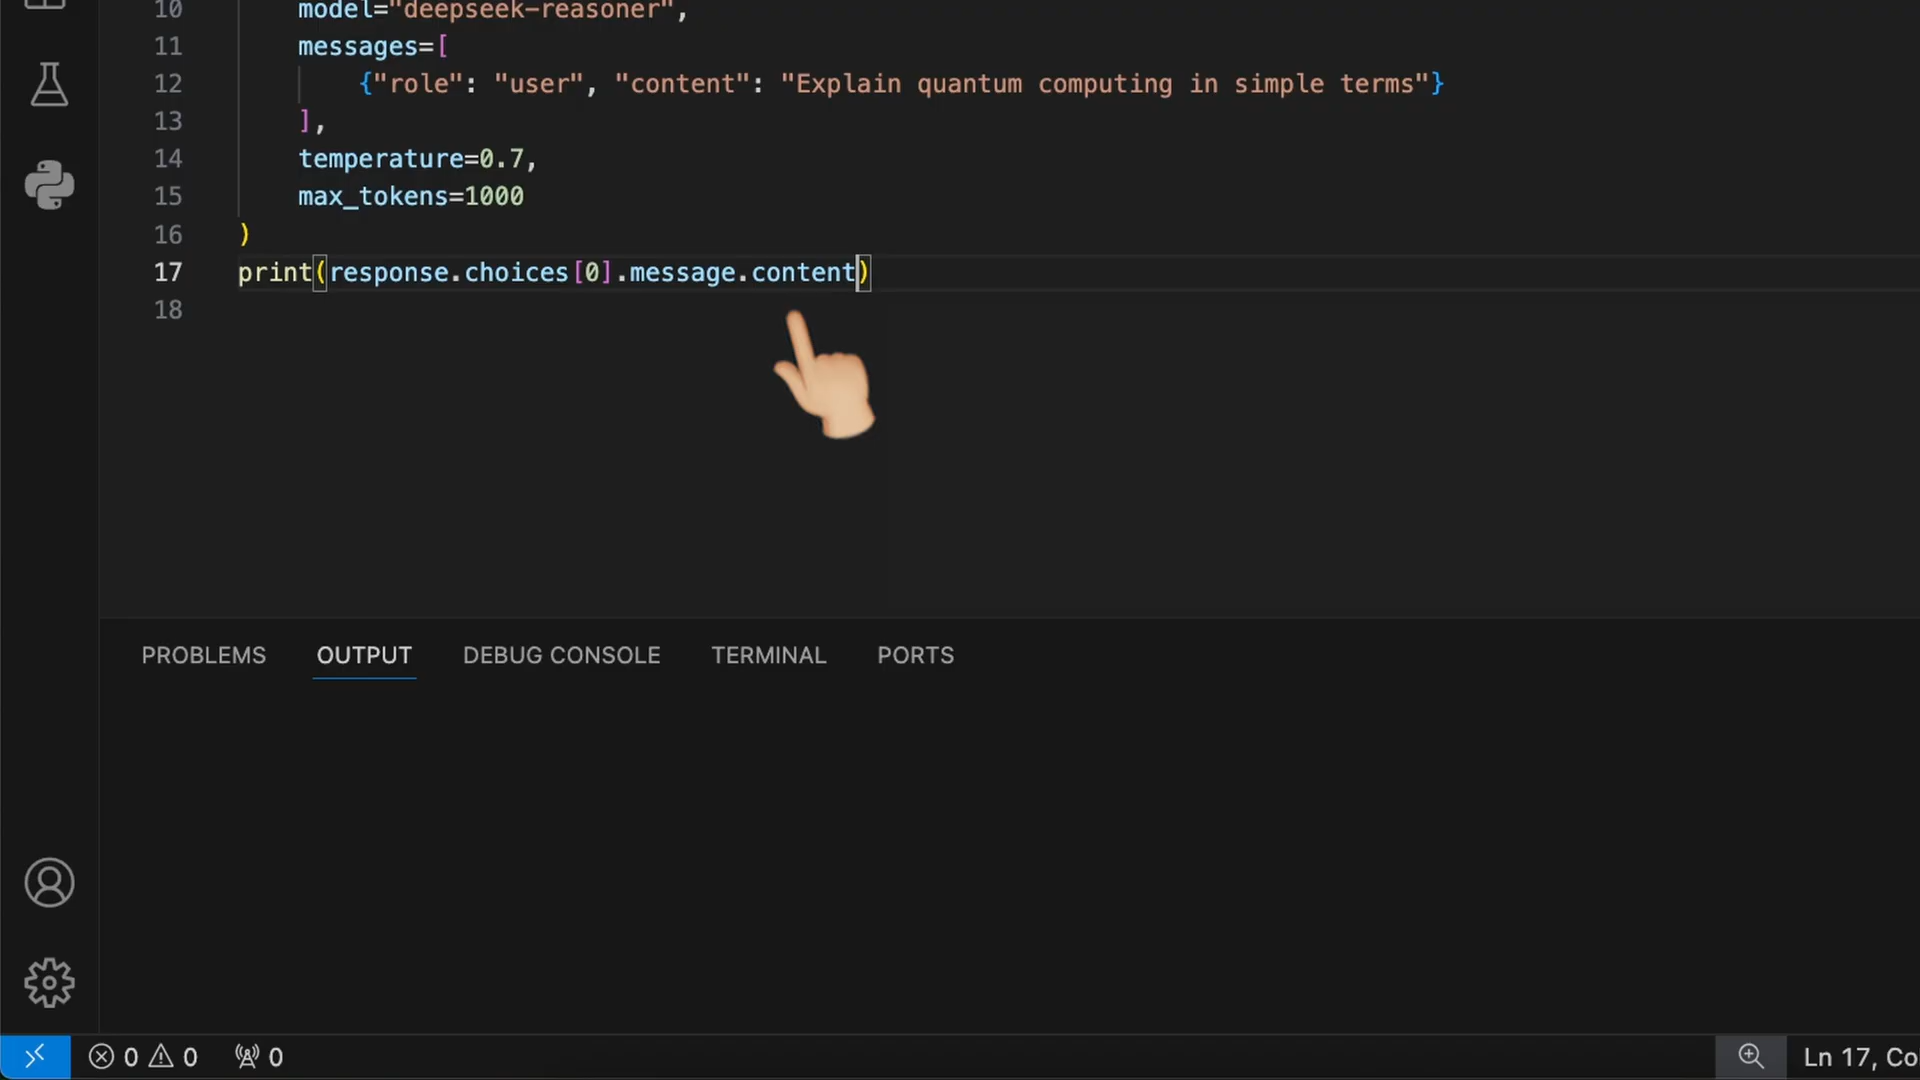 10 model="deepseek-reasoner",
11 messages=[
12 {"role": "user", "content": "Explain quantum computing in simple terms"}
13 ],
14 temperature=0.7,
15 max_tokens=1000
16 )
17 print(response.choices[0].message.content)
18
PROBLEMS OUTPUT DEBUG CONSOLE TERMINAL PORTS
0 0 0 Ln 17, Co